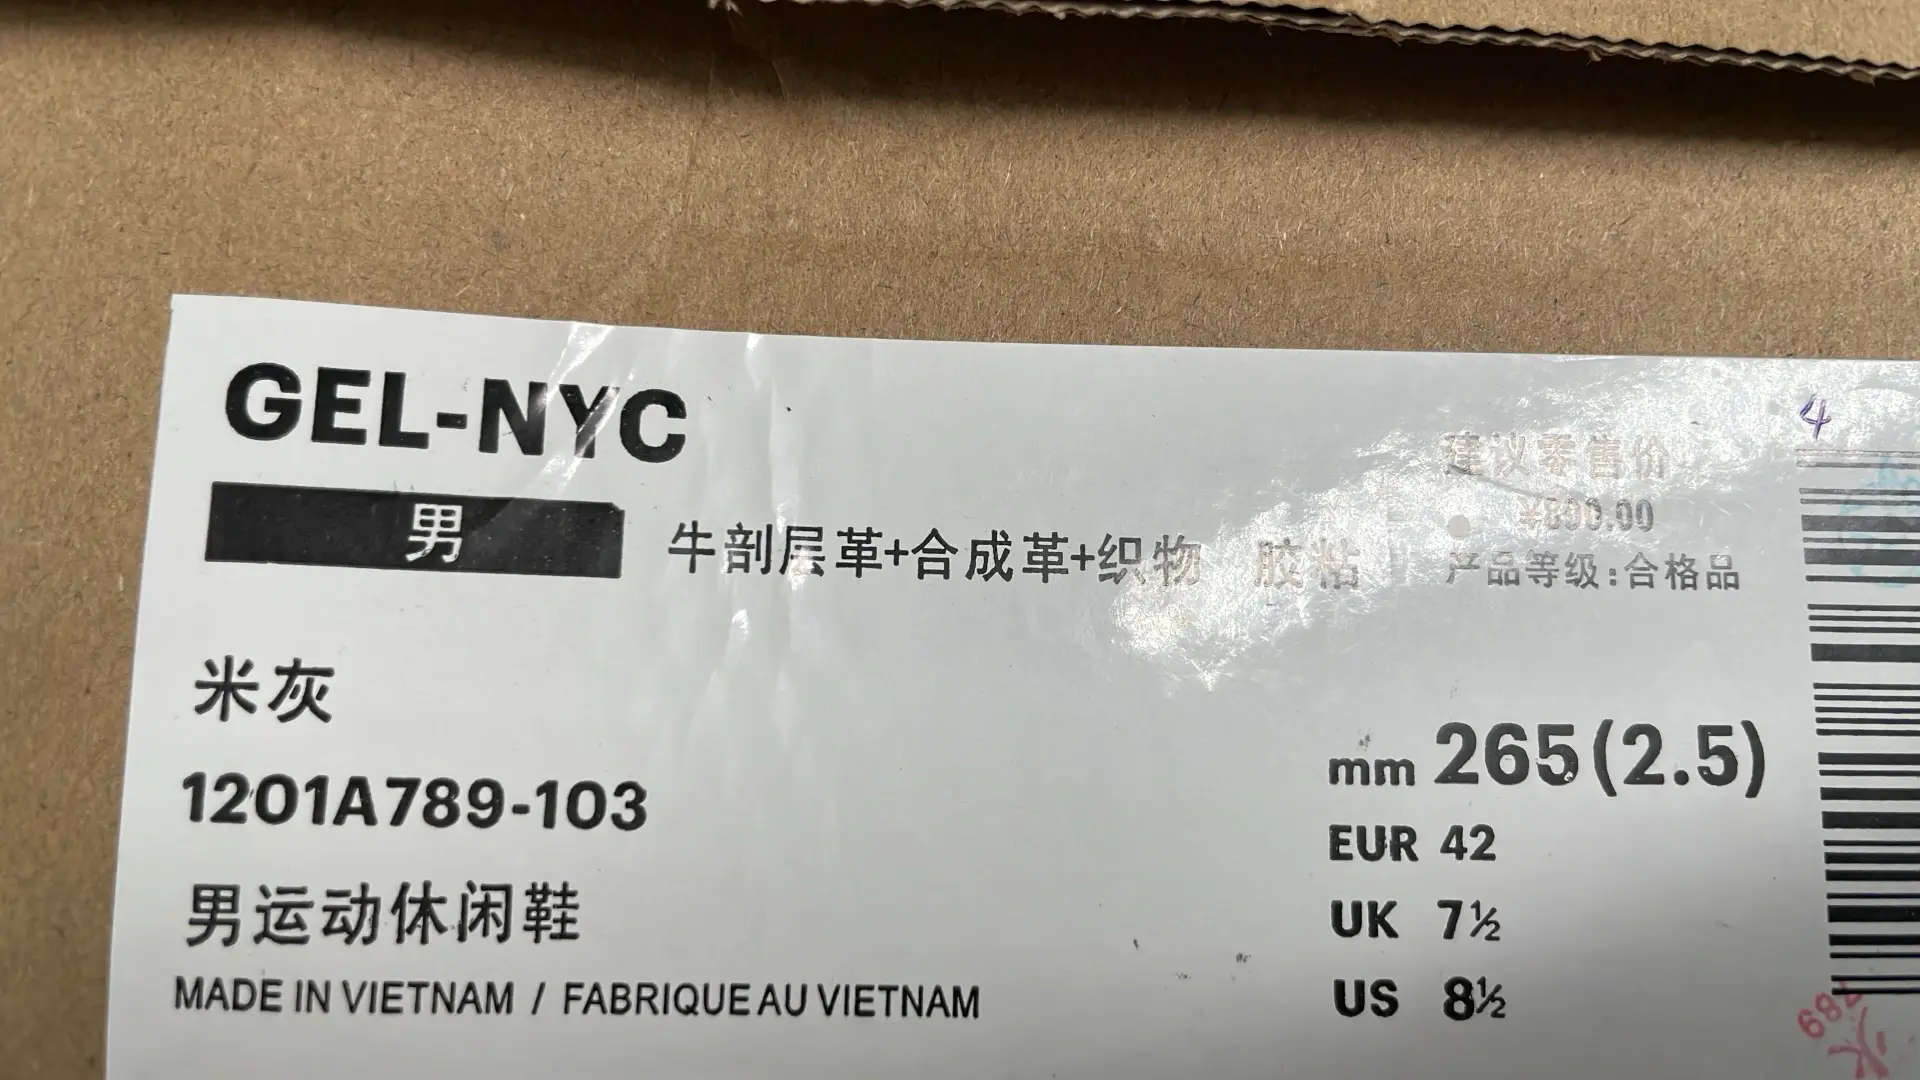 GEL-NYC
男
牛剖层革+合成革+织物 胶粘
建议零售价
产品等级:合格品
4
米灰
1201A789-103
男运动休闲鞋
MADE IN VIETNAM / FABRIQUE AU VIETNAM
mm 265(2.5)
EUR 42
UK 7½
US 8½